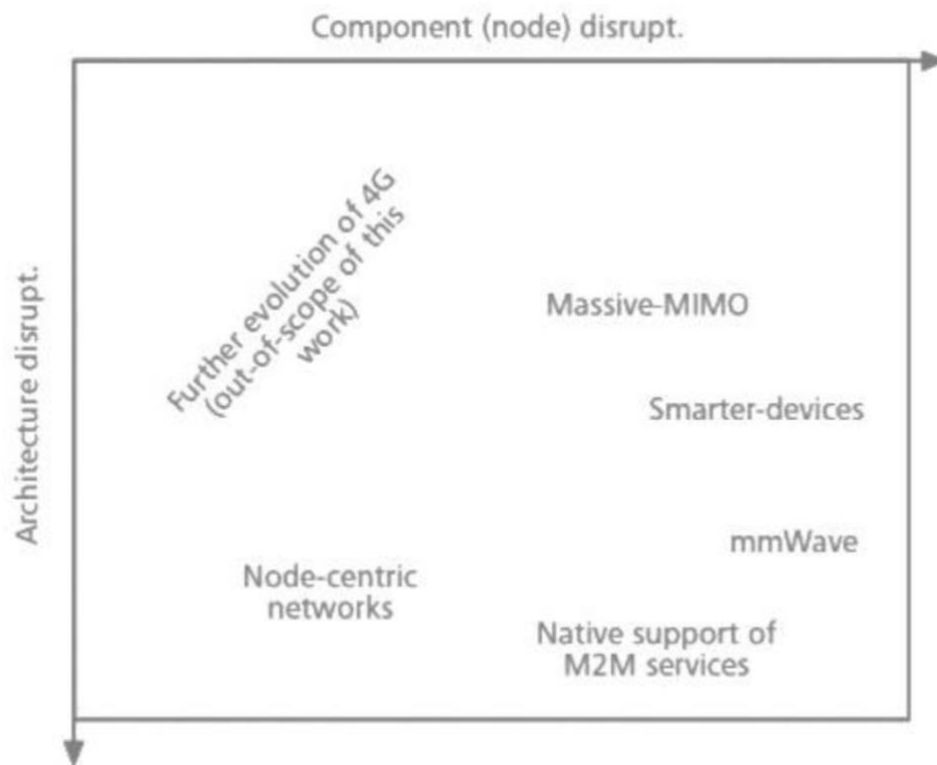 Component (node) disrupt.
Architecture disrupt.
Further evolution of 4G
(out-of-scope of this
work)
Massive-MIMO
Smarter-devices
mmWave
Node-centric
networks
Native support of
M2M services